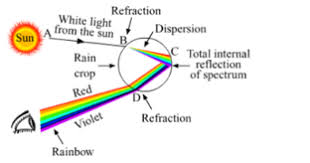 Refraction
White light
from the sun
Sun
A
B
Dispersion
C
Rain
crop
Total internal
reflection
of spectrum
Red
D
Violet
Refraction
Rainbow